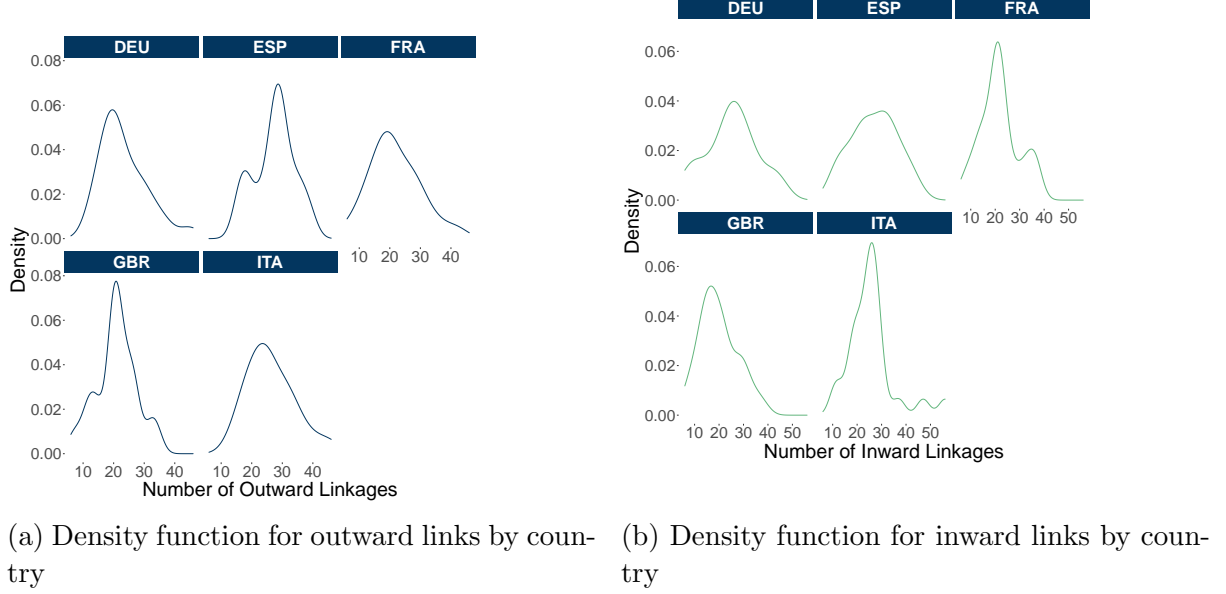 DEU ESP FRA
0.08
0.06
0.04
0.02
0.00
10 20 30 40
GBR ITA
0.08
0.06
0.04
0.02
0.00
10 20 30 40 10 20 30 40
Density
Number of Outward Linkages
(a) Density function for outward links by coun-
try
DEU ESP FRA
0.06
0.04
0.02
0.00
10 20 30 40 50
GBR ITA
0.06
0.04
0.02
0.00
10 20 30 40 50 10 20 30 40 50
Density
Number of Inward Linkages
(b) Density function for inward links by coun-
try